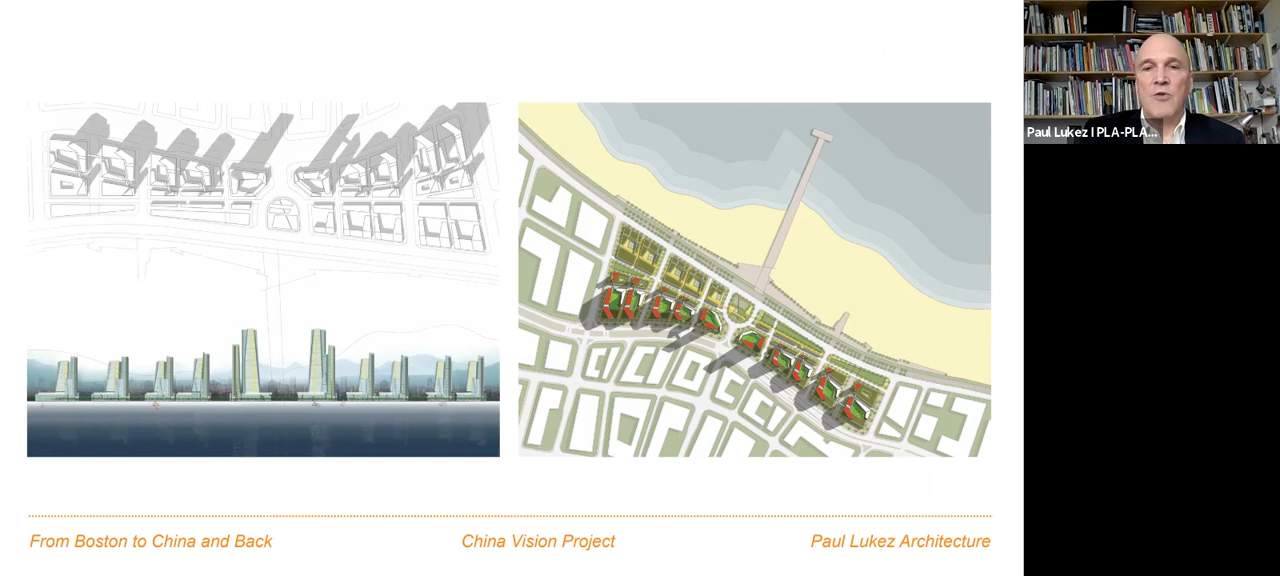 Paul Lukez I PLA-PLA...
From Boston to China and Back
China Vision Project
Paul Lukez Architecture